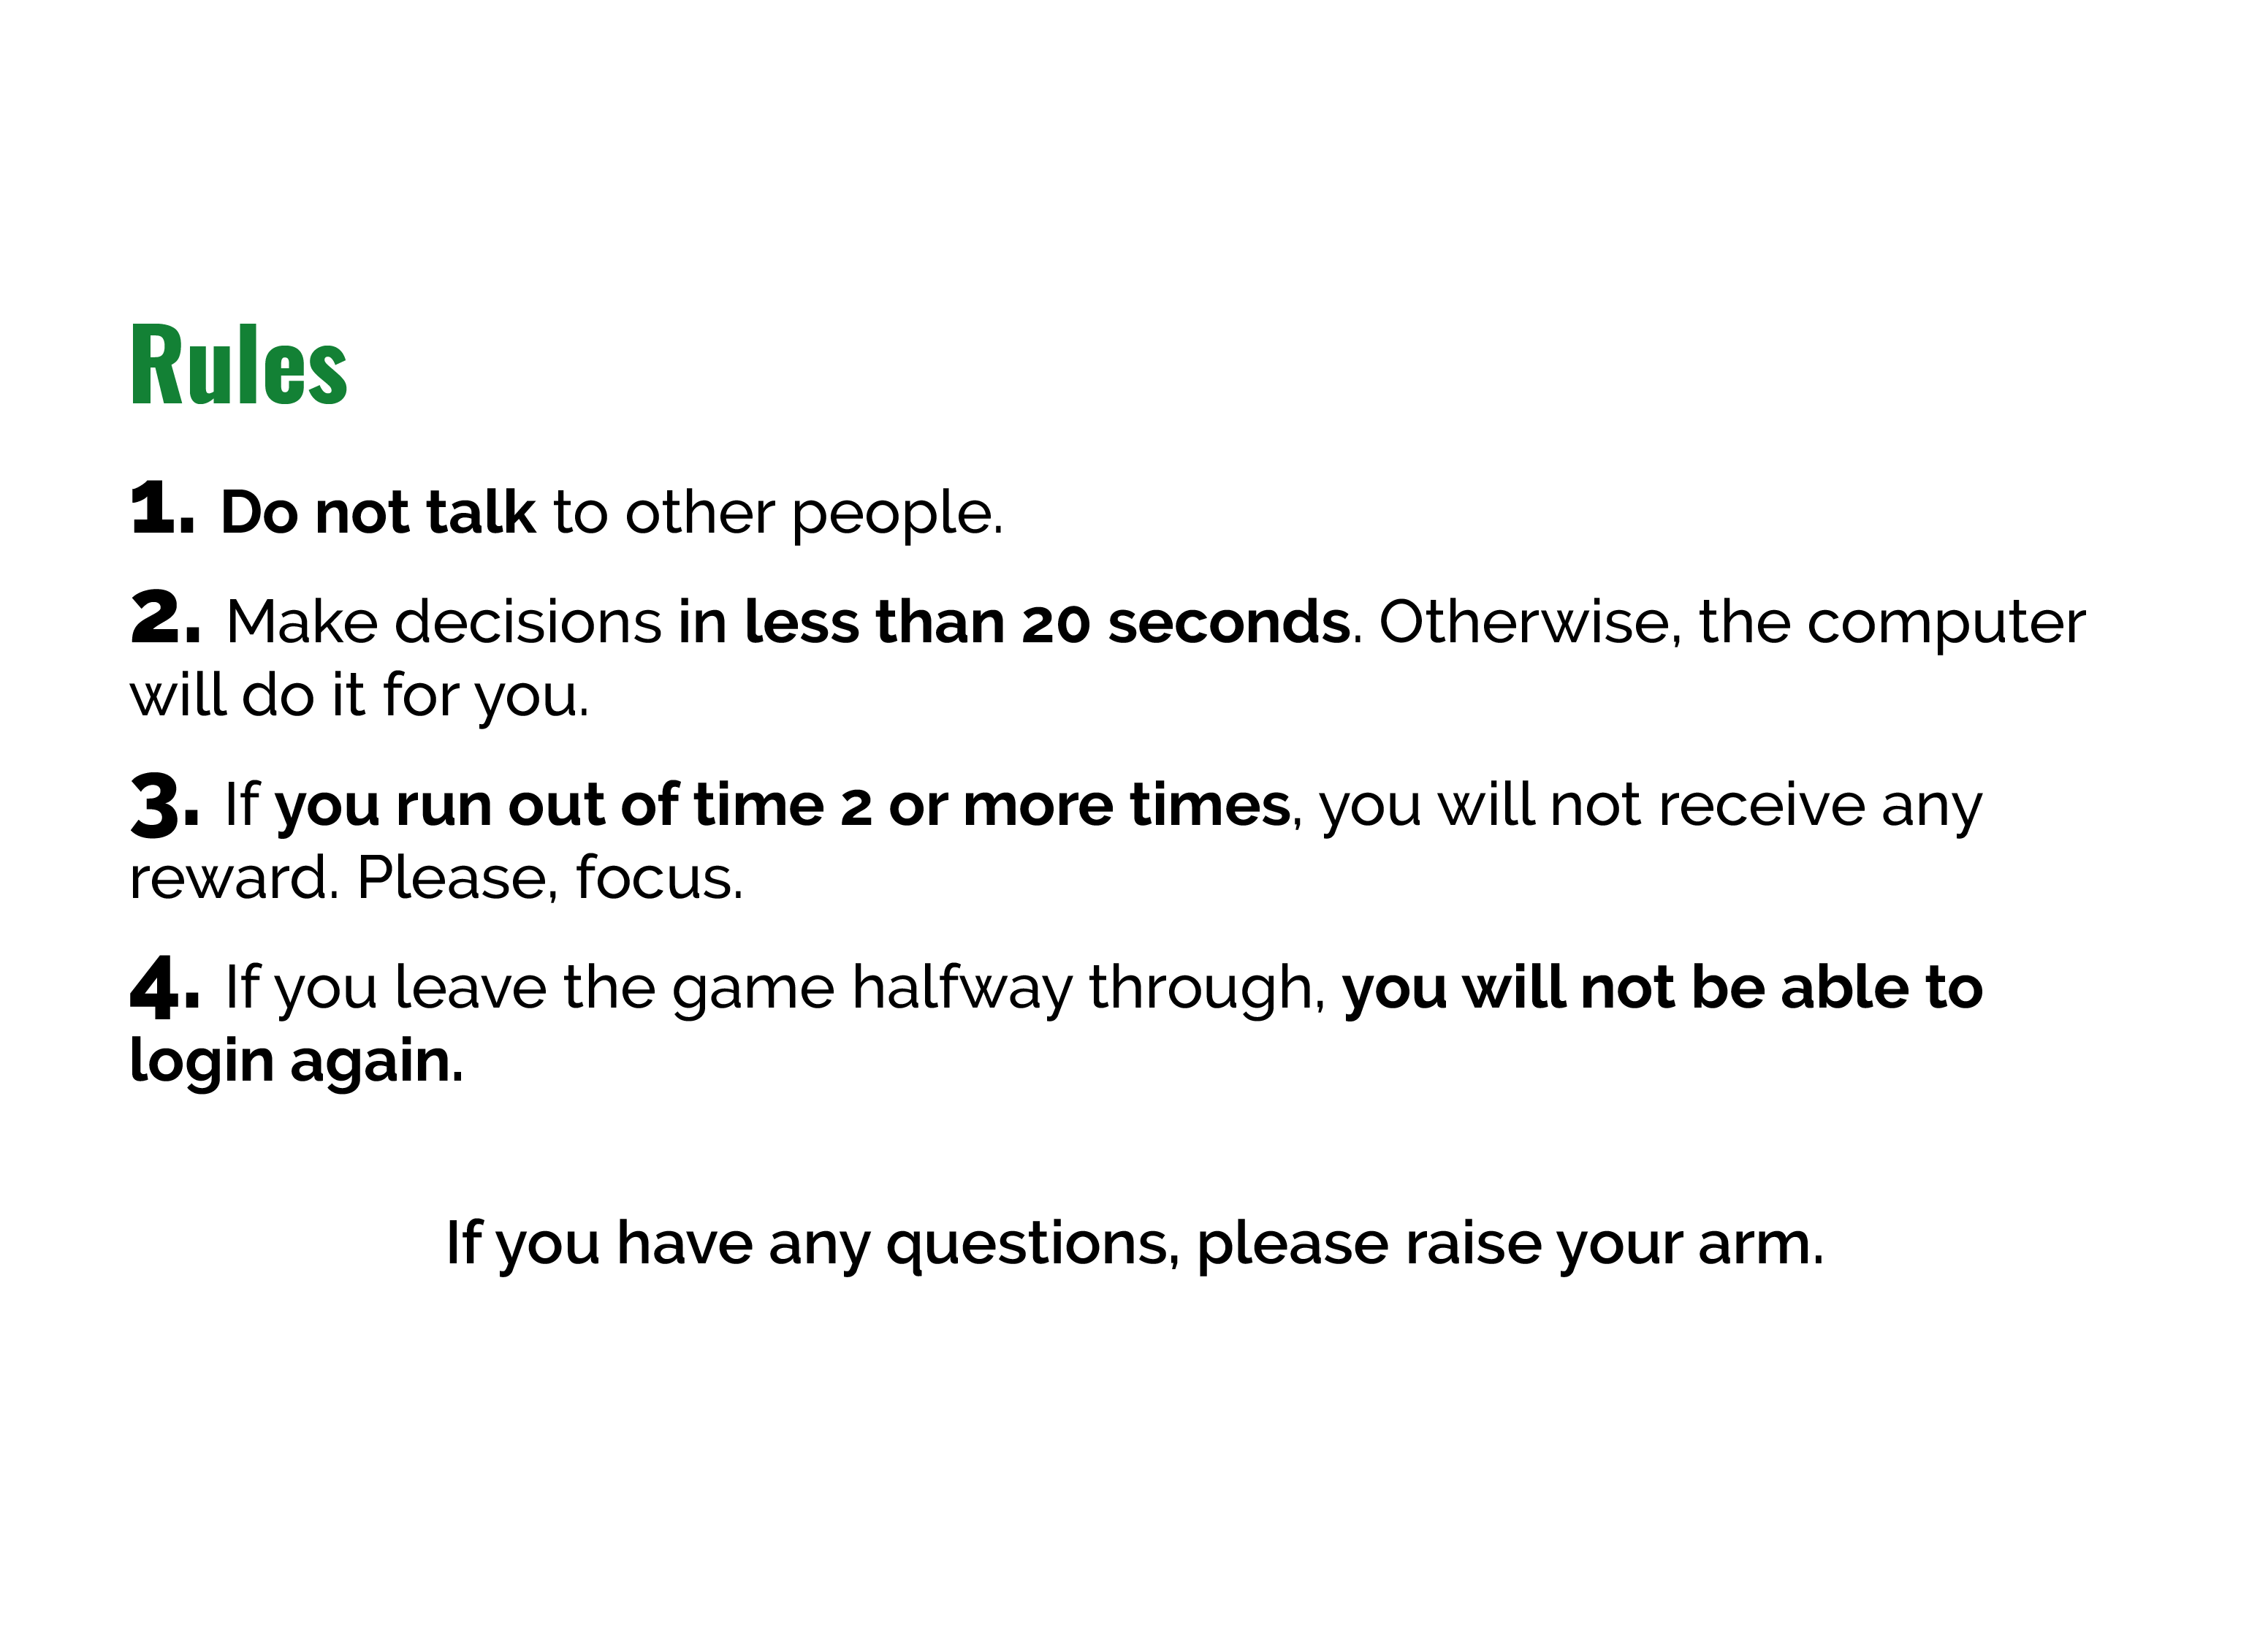 Rules
1. Do not talk to other people.
2. Make decisions in less than 20 seconds. Otherwise, the computer
will do it for you.
3. If you run out of time 2 or more times, you will not receive any
reward. Please, focus.
4. If you leave the game halfway through, you will not be able to
login again.
If you have any questions, please raise your arm.